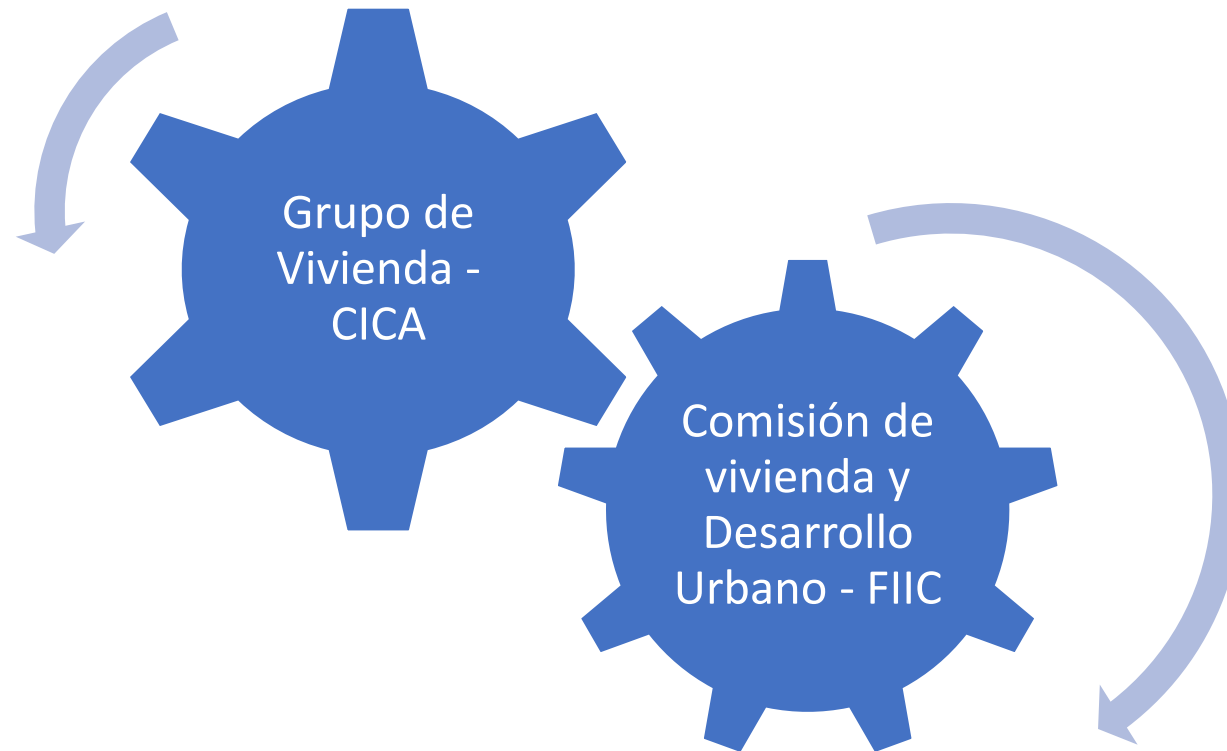 Grupo de
Vivienda -
CICA
Comisión de
vivienda y
Desarrollo
Urbano - FIIC